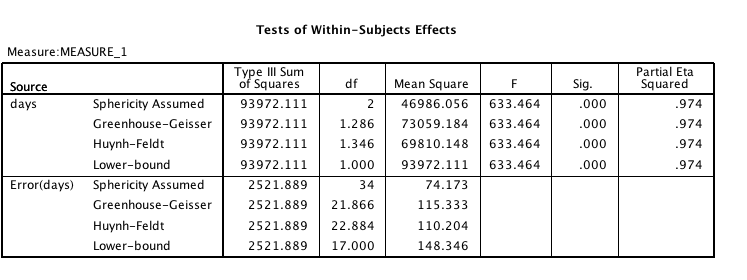 Tests of Within-Subjects Effects
Measure:MEASURE_1
Source Type III Sum of Squares df Mean Square F Sig. Partial Eta Squared
days Sphericity Assumed 93972.111 2 46986.056 633.464 .000 .974
Greenhouse-Geisser 93972.111 1.286 73059.184 633.464 .000 .974
Huynh-Feldt 93972.111 1.346 69810.148 633.464 .000 .974
Lower-bound 93972.111 1.000 93972.111 633.464 .000 .974
Error(days) Sphericity Assumed 2521.889 34 74.173
Greenhouse-Geisser 2521.889 21.866 115.333
Huynh-Feldt 2521.889 22.884 110.204
Lower-bound 2521.889 17.000 148.346